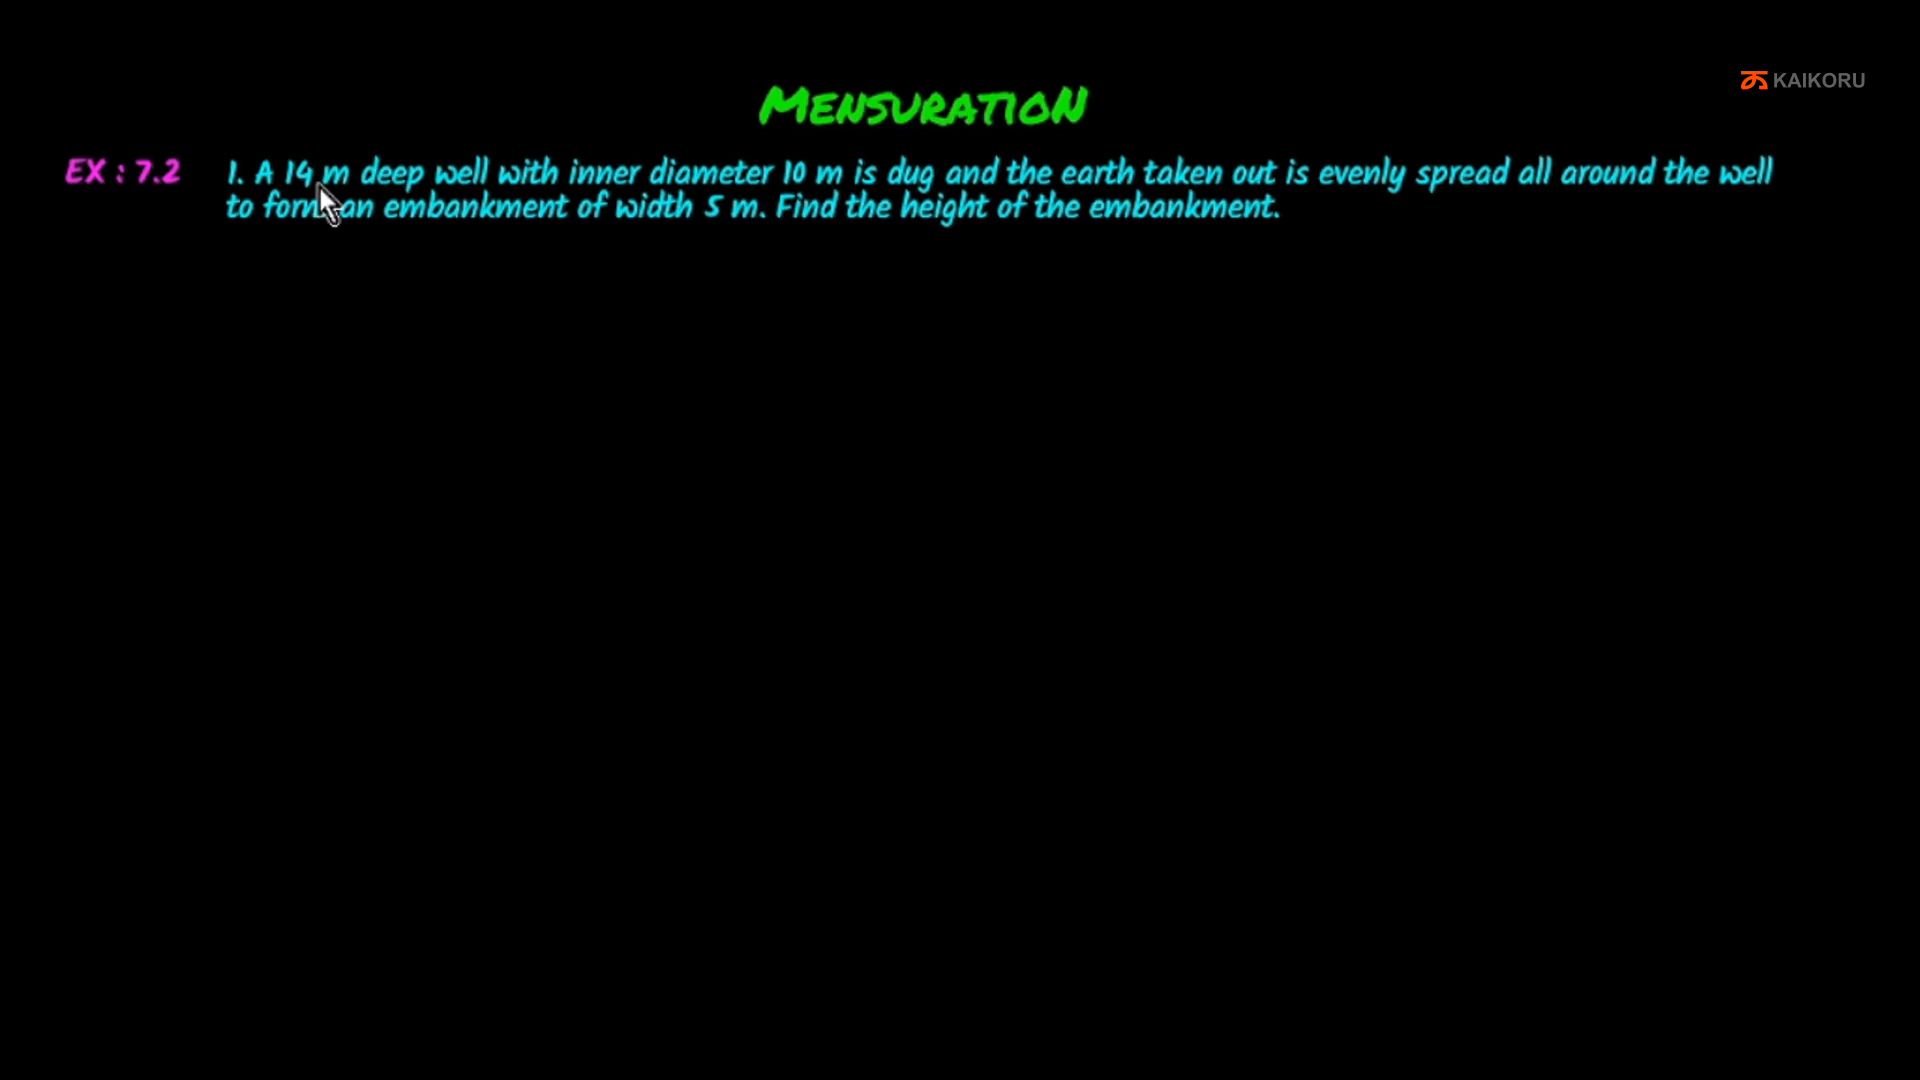 KAIKORU
MENSURATION
EX : 7.2
1. A 14 m deep well with inner diameter 10 m is dug and the earth taken out is evenly spread all around the well
to form an embankment of width 5 m. Find the height of the embankment.